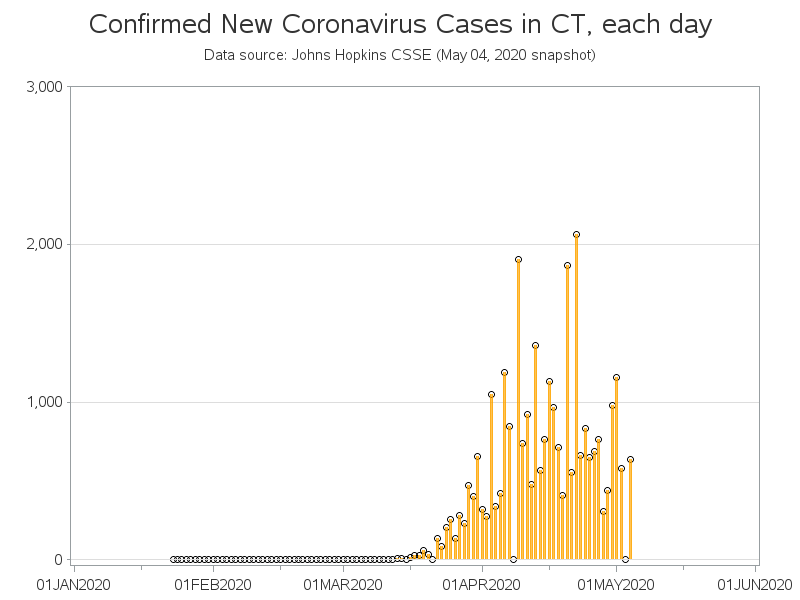 Confirmed New Coronavirus Cases in CT, each day
Data source: Johns Hopkins CSSE (May 04, 2020 snapshot)
3,000
2,000
1,000
0
01JAN2020 01FEB2020 01MAR2020 01APR2020 01MAY2020 01JUN2020